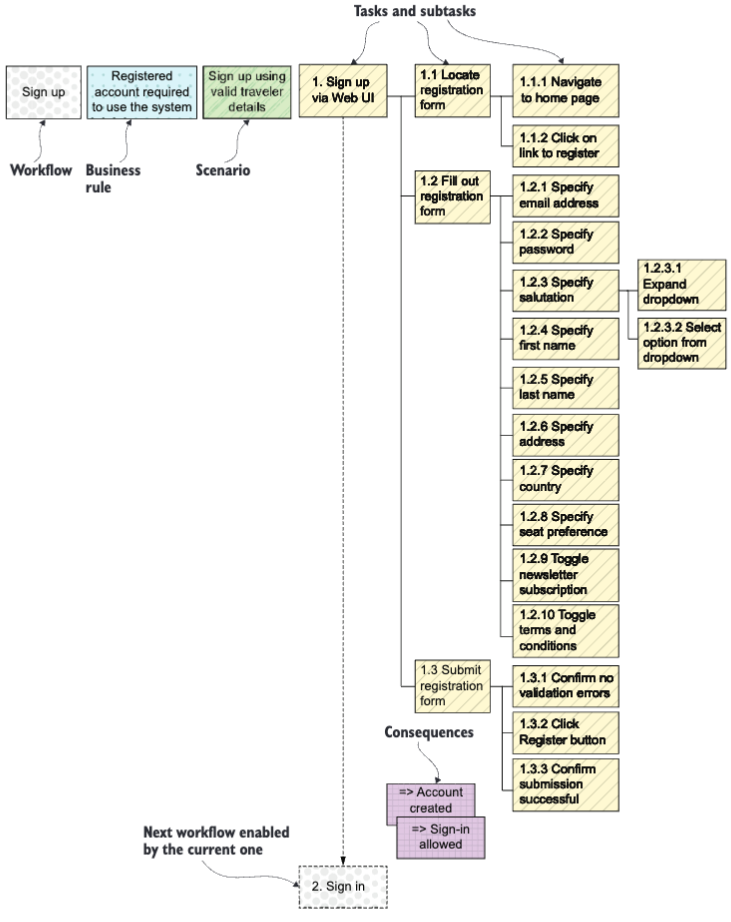 Tasks and subtasks
Sign up
Registered
account required
to use the system
Sign up using
valid traveler
details
1. Sign up
via Web UI
1.1 Locate
registration
form
1.1.1 Navigate
to home page
1.1.2 Click on
link to register
Workflow
Business
rule
Scenario
1.2 Fill out
registration
form
1.2.1 Specify
email address
1.2.2 Specify
password
1.2.3 Specify
salutation
1.2.3.1
Expand
dropdown
1.2.3.2 Select
option from
dropdown
1.2.4 Specify
first name
1.2.5 Specify
last name
1.2.6 Specify
address
1.2.7 Specify
country
1.2.8 Specify
seat preference
1.2.9 Toggle
newsletter
subscription
1.2.10 Toggle
terms and
conditions
1.3 Submit
registration
form
1.3.1 Confirm no
validation errors
1.3.2 Click
Register button
1.3.3 Confirm
submission
successful
Consequences
=> Account
created
=> Sign-in
allowed
Next workflow enabled
by the current one
2. Sign in